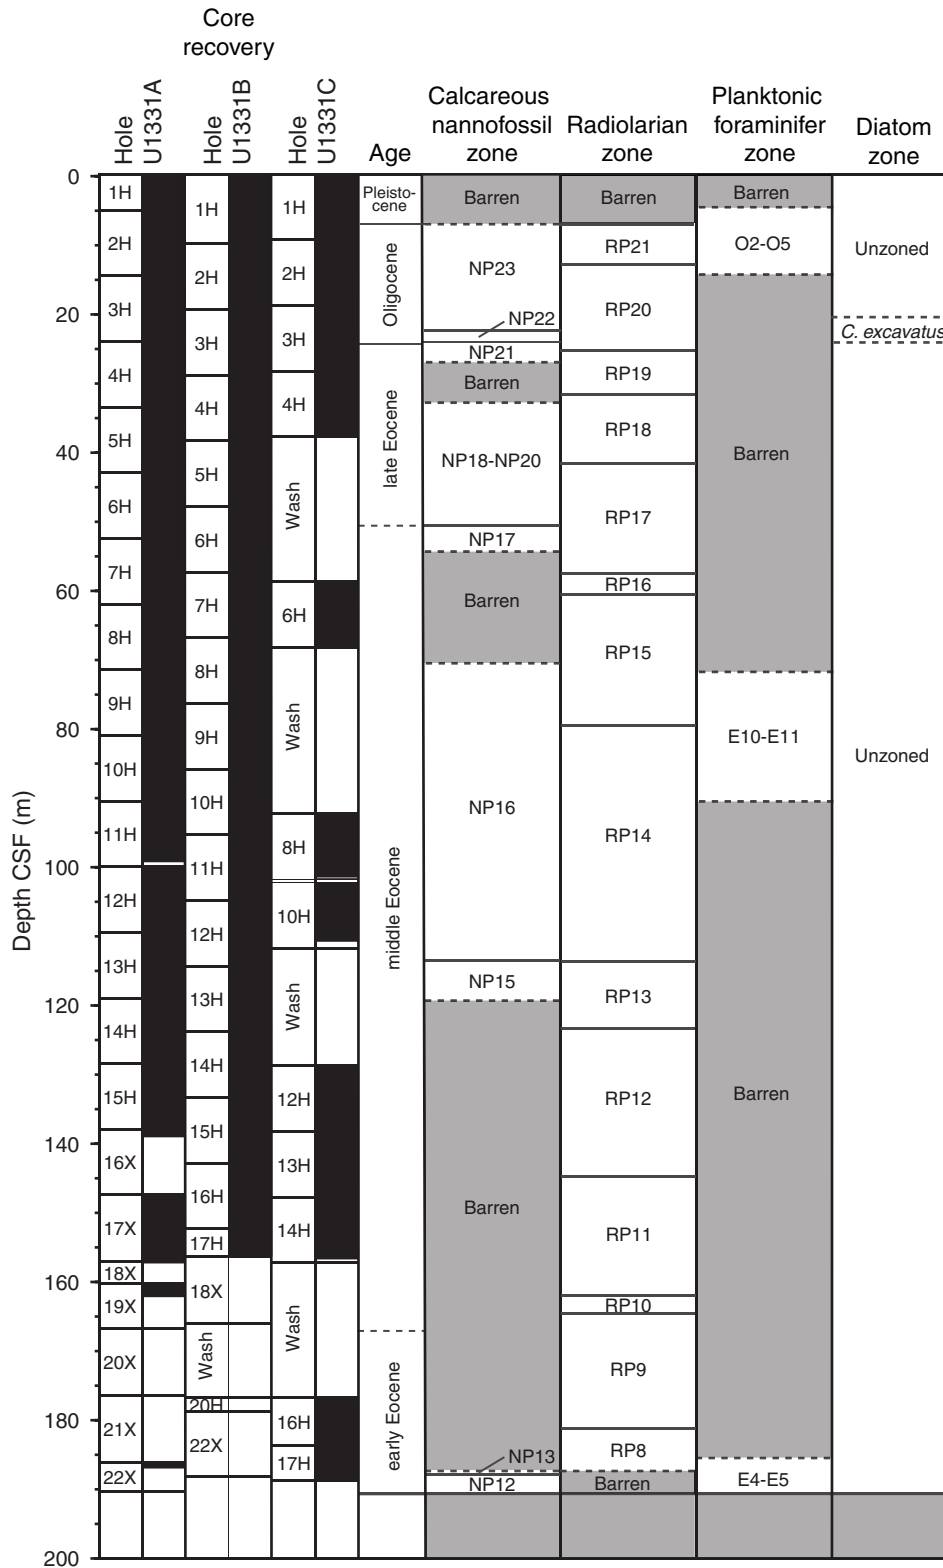 Core
recovery
Hole
U1331A
Hole
U1331B
Hole
U1331C
Age
Calcareous
nannofossil
zone
Radiolarian
zone
Planktonic
foraminifer
zone
Diatom
zone
Depth CSF (m)
0
20
40
60
80
100
120
140
160
180
200
1H
2H
3H
4H
5H
6H
7H
8H
9H
10H
11H
12H
13H
14H
15H
16X
17X
18X
19X
20X
21X
22X
1H
2H
3H
4H
5H
6H
7H
8H
9H
10H
11H
12H
13H
14H
15H
16H
17H
18X
Wash
20H
22X
1H
2H
3H
4H
Wash
6H
Wash
8H
10H
Wash
12H
13H
14H
Wash
16H
17H
Pleisto-
cene
Oligocene
late Eocene
middle Eocene
early Eocene
Barren
NP23
NP22
NP21
Barren
NP18-NP20
NP17
Barren
NP16
NP15
Barren
NP13
NP12
Barren
RP21
RP20
RP19
RP18
RP17
RP16
RP15
RP14
RP13
RP12
RP11
RP10
RP9
RP8
Barren
Barren
O2-O5
Barren
E10-E11
Barren
E4-E5
Unzoned
C. excavatus
Unzoned